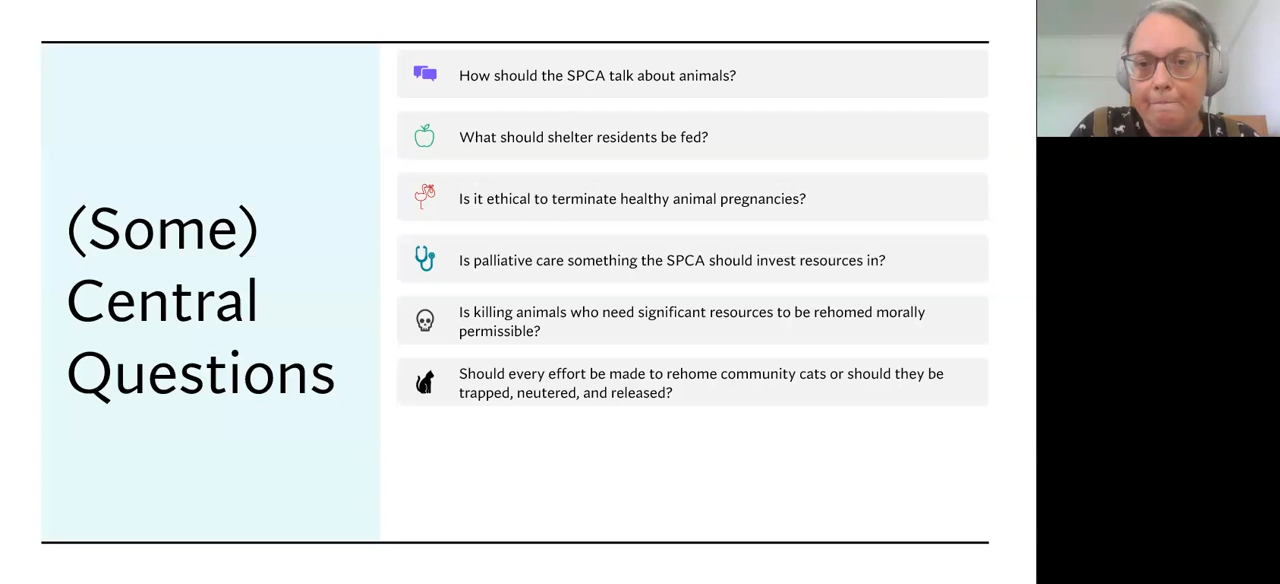 (Some)
Central
Questions
How should the SPCA talk about animals?
What should shelter residents be fed?
Is it ethical to terminate healthy animal pregnancies?
Is palliative care something the SPCA should invest resources in?
Is killing animals who need significant resources to be rehomed morally
permissible?
Should every effort be made to rehome community cats or should they be
trapped, neutered, and released?